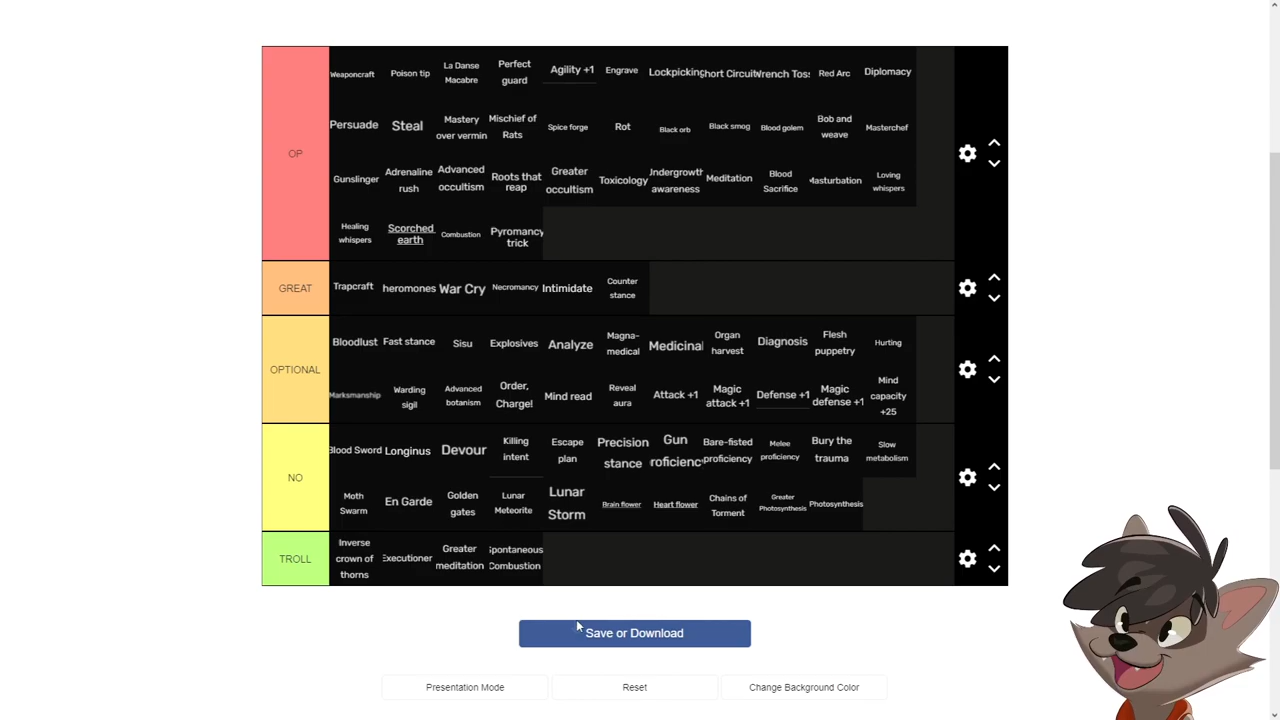 OP
Weaponcraft Poison tip La Danse Macabre Perfect guard Agility +1 Engrave Lockpicking Short Circuit Wrench Toss Red Arc Diplomacy
Persuade Steal Mastery over vermin Mischief of Rats Spice forge Rot Black orb Black smog Blood golem Bob and weave Masterchef
Gunslinger Adrenaline rush Advanced occultism Roots that reap Greater occultism Toxicology Undergrowth awareness Meditation Blood Sacrifice Masturbation Loving whispers
Healing whispers Scorched earth Combustion Pyromancy trick
GREAT
Trapcraft heromones War Cry Necromancy Intimidate Counter stance
OPTIONAL
Bloodlust Fast stance Sisu Explosives Analyze Magna-medical Medicinal Organ harvest Diagnosis Flesh puppetry Hurting
Marksmanship Warding sigil Advanced botanism Order, Charge! Mind read Reveal aura Attack +1 Magic attack +1 Defense +1 Magic defense +1 Mind capacity +25
NO
Blood Sword Longinus Devour Killing intent Escape plan Precision stance Gun roficienc Bare-fisted proficiency Melee proficiency Bury the trauma Slow metabolism
Moth Swarm En Garde Golden gates Lunar Meteorite Lunar Storm Brain flower Heart flower Chains of Torment Greater Photosynthesis Photosynthesis
TROLL
Inverse crown of thorns Executioner Greater meditation Spontaneous Combustion
Save or Download
Presentation Mode Reset Change Background Color